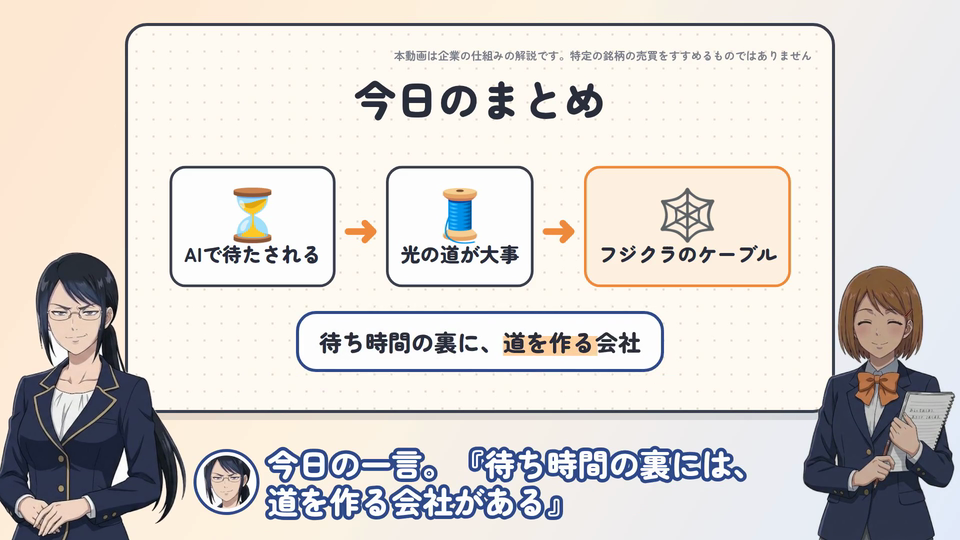 本動画は企業の仕組みの解説です。特定の銘柄の売買をすすめるものではありません
今日のまとめ
AIで待たされる
光の道が大事
フジクラのケーブル
待ち時間の裏に、道を作る会社
今日の一言。『待ち時間の裏には、
道を作る会社がある』